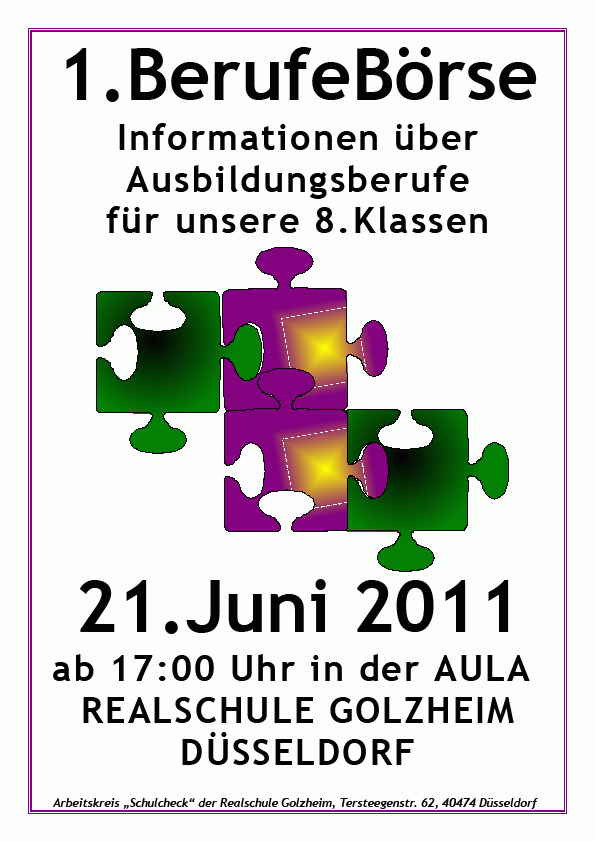 1.BerufeBörse
Informationen über
Ausbildungsberufe
für unsere 8.Klassen
21.Juni 2011
ab 17:00 Uhr in der AULA
REALSCHULE GOLZHEIM
DÜSSELDORF
Arbeitskreis „Schulcheck“ der Realschule Golzheim, Tersteegenstr. 62, 40474 Düsseldorf